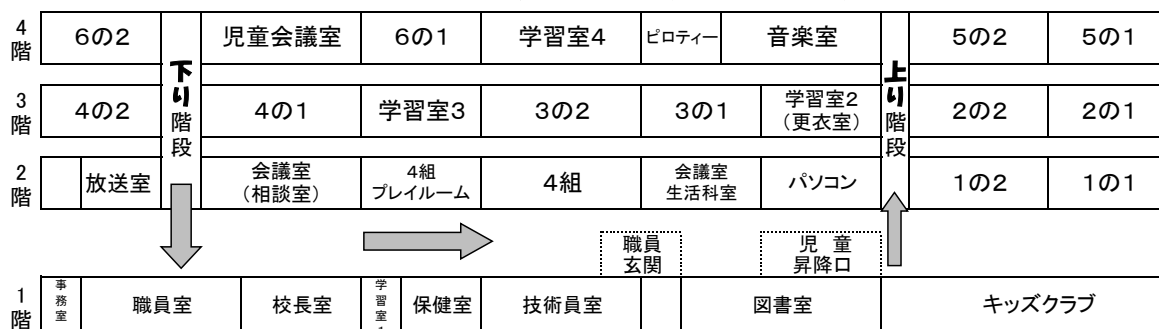 4階
6の2
児童会議室
6の1
学習室4
ピロティー
音楽室
5の2
5の1
下り階段
上り階段
3階
4の2
4の1
学習室3
3の2
3の1
学習室2
(更衣室)
2の2
2の1
2階
放送室
会議室
(相談室)
4組
プレイルーム
4組
会議室
生活科室
パソコン
1の2
1の1
職員
玄関
児童
昇降口
1階
事務室
職員室
校長室
学習室1
保健室
技術員室
図書室
キッズクラブ